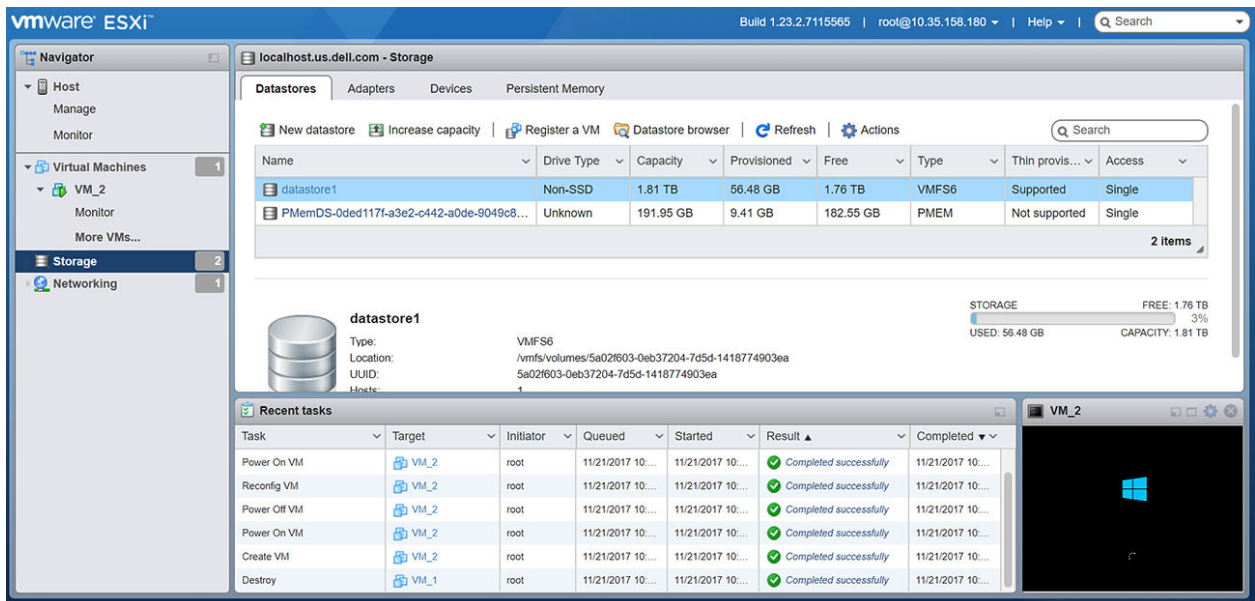 vmware ESXi™
Build 1.23.2.7115565 | root@10.35.158.180 | Help | Search
Navigator
Host
Manage
Monitor
Virtual Machines 1
VM_2
Monitor
More VMs...
Storage 2
Networking 1
localhost.us.dell.com - Storage
Datastores Adapters Devices Persistent Memory
New datastore Increase capacity | Register a VM Datastore browser | Refresh | Actions Search
Name Drive Type Capacity Provisioned Free Type Thin provis... Access
datastore1 Non-SSD 1.81 TB 56.48 GB 1.76 TB VMFS6 Supported Single
PMemDS-0ded117f-a3e2-c442-a0de-9049c8... Unknown 191.95 GB 9.41 GB 182.55 GB PMEM Not supported Single
2 items
datastore1
Type: VMFS6
Location: /vmfs/volumes/5a02f603-0eb37204-7d5d-1418774903ea
UUID: 5a02f603-0eb37204-7d5d-1418774903ea
Hosts: 1
STORAGE FREE: 1.76 TB
3%
USED: 56.48 GB CAPACITY: 1.81 TB
Recent tasks
Task Target Initiator Queued Started Result Completed
Power On VM VM_2 root 11/21/2017 10:... 11/21/2017 10:... Completed successfully 11/21/2017 10:...
Reconfig VM VM_2 root 11/21/2017 10:... 11/21/2017 10:... Completed successfully 11/21/2017 10:...
Power Off VM VM_2 root 11/21/2017 10:... 11/21/2017 10:... Completed successfully 11/21/2017 10:...
Power On VM VM_2 root 11/21/2017 10:... 11/21/2017 10:... Completed successfully 11/21/2017 10:...
Create VM VM_2 root 11/21/2017 10:... 11/21/2017 10:... Completed successfully 11/21/2017 10:...
Destroy VM_1 root 11/21/2017 10:... 11/21/2017 10:... Completed successfully 11/21/2017 10:...
VM_2